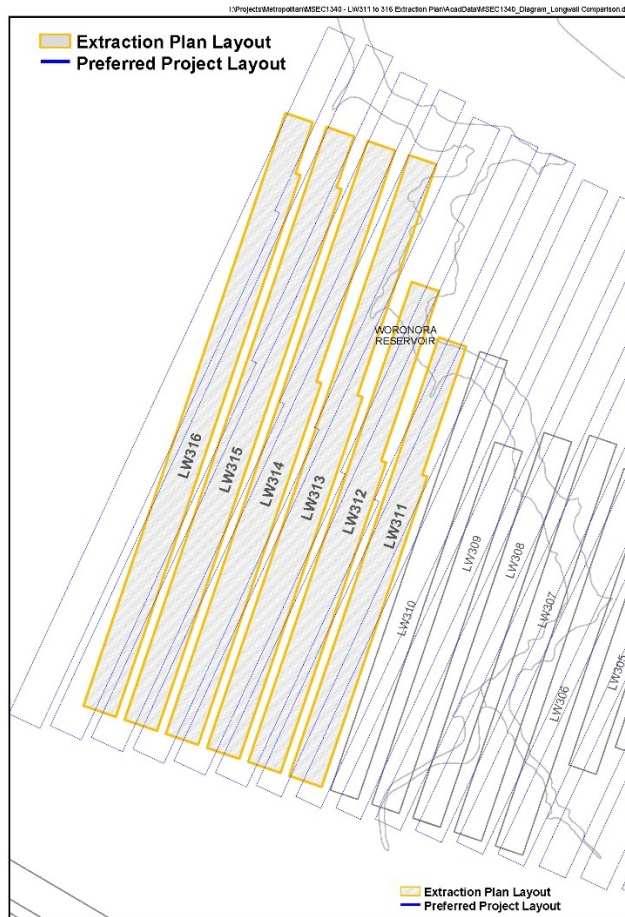 I:\Projects\Metropolitan\MSEC1340 - LW311 to 316 Extraction Plan\AcadData\MSEC1340_Diagram_Longwall Comparison.d
Extraction Plan Layout
Preferred Project Layout
WORONORA
RESERVOIR
LW316
LW315
LW314
LW313
LW312
LW311
LW310
LW309
LW308
LW307
LW306
LW305
Extraction Plan Layout
Preferred Project Layout